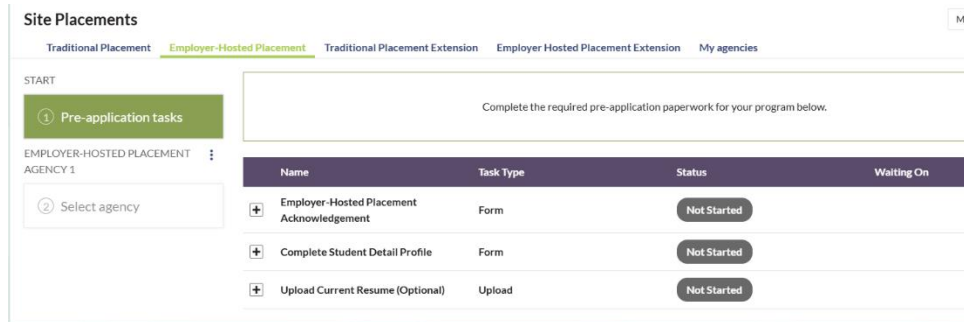 Site Placements
M
Traditional Placement Employer-Hosted Placement Traditional Placement Extension Employer Hosted Placement Extension My agencies
START
1 Pre-application tasks
Complete the required pre-application paperwork for your program below.
EMPLOYER-HOSTED PLACEMENT
AGENCY 1
2 Select agency
Name Task Type Status Waiting On
Employer-Hosted Placement
Acknowledgement
Form Not Started
Complete Student Detail Profile Form Not Started
Upload Current Resume (Optional) Upload Not Started